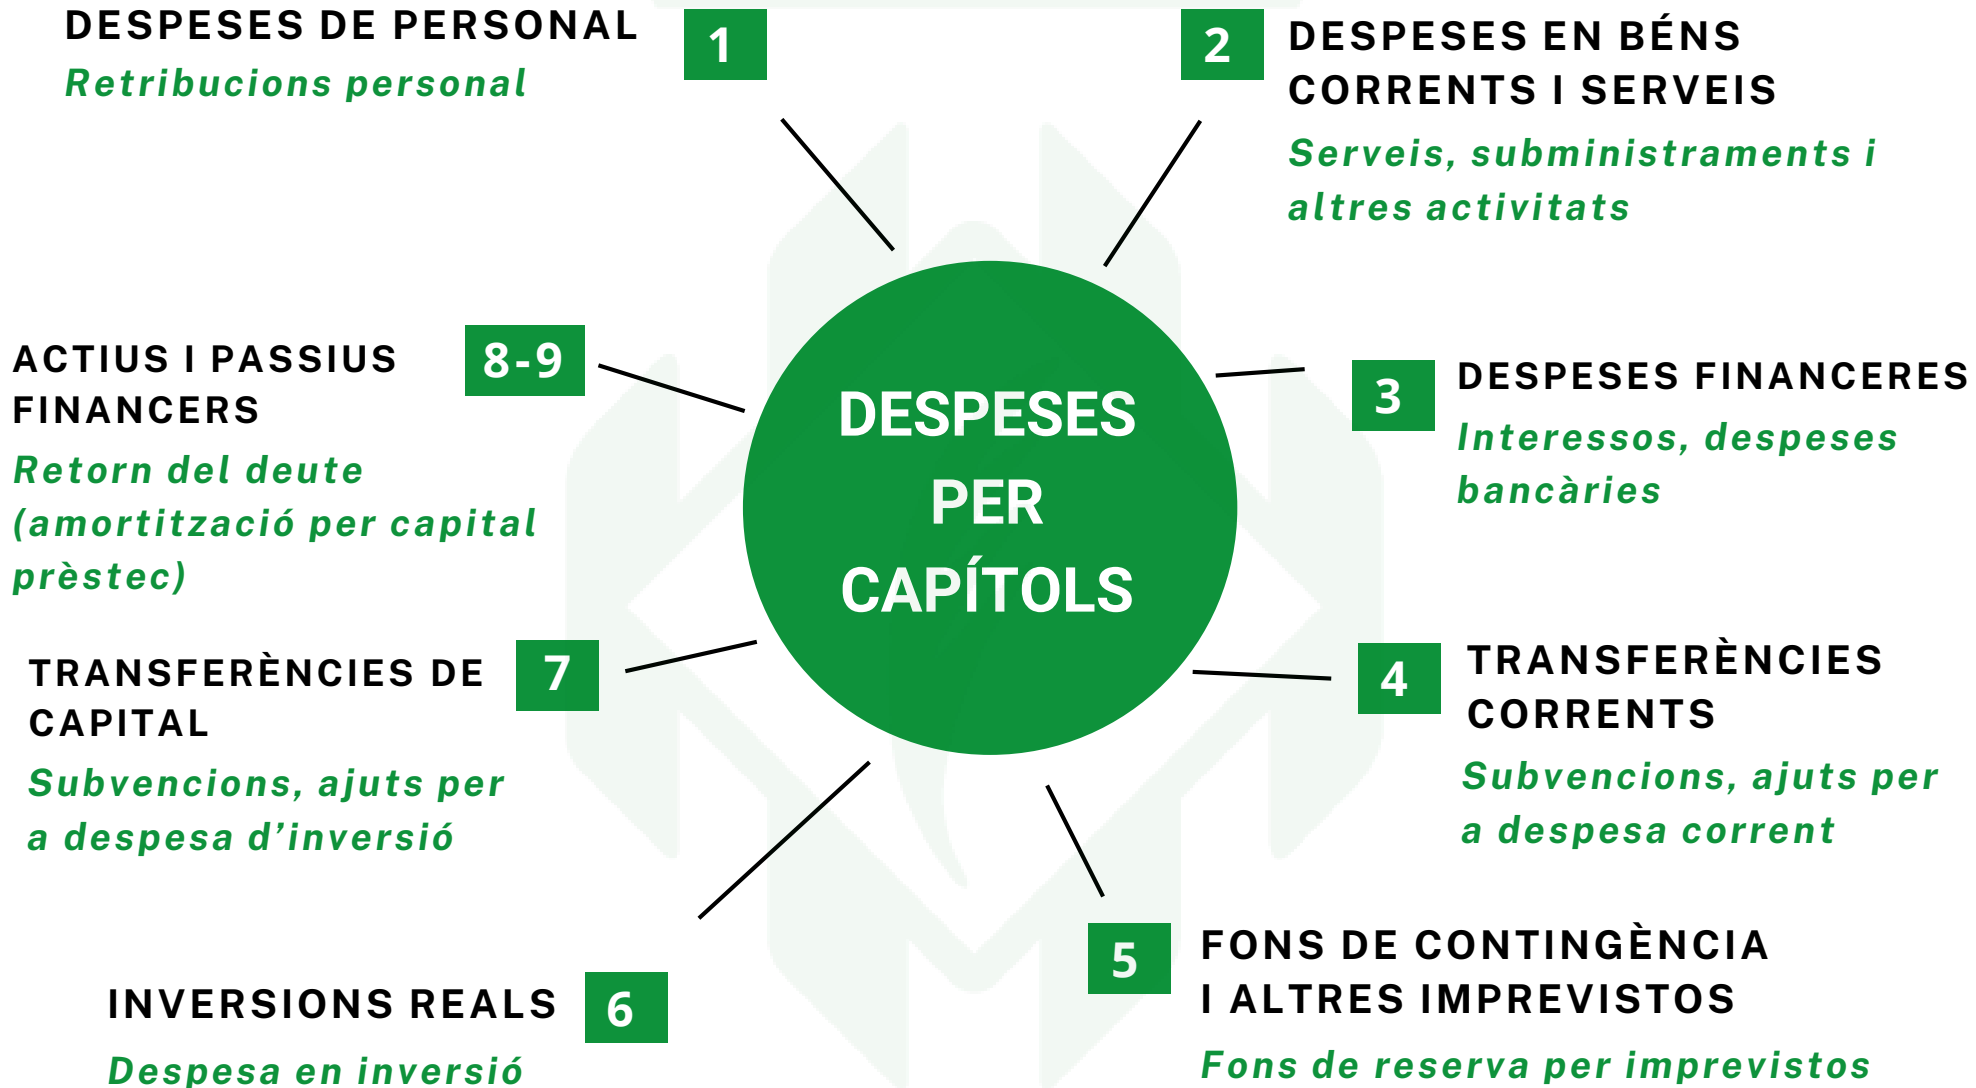 DESPESES DE PERSONAL
Retribucions personal
1
2
DESPESES EN BÉNS
CORRENTS I SERVEIS
Serveis, subministraments i
altres activitats
ACTIUS I PASSIUS
FINANCERS
8-9
Retorn del deute
(amortització per capital
prèstec)
DESPESES
PER
CAPÍTOLS
3
DESPESES FINANCERES
Interessos, despeses
bancàries
TRANSFERÈNCIES DE
CAPITAL
7
Subvencions, ajuts per
a despesa d’inversió
4
TRANSFERÈNCIES
CORRENTS
Subvencions, ajuts per
a despesa corrent
INVERSIONS REALS
6
Despesa en inversió
5
FONS DE CONTINGÈNCIA
I ALTRES IMPREVISTOS
Fons de reserva per imprevistos